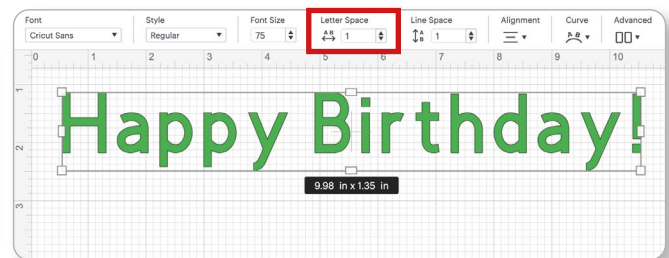 Font Style Font Size Letter Space Line Space Alignment Curve Advanced
Cricut Sans Regular 75 A B 1 A B 1 A B
0 1 2 3 4 5 6 7 8 9 10
1
Happy Birthday!
2
9.98 in x 1.35 in
3